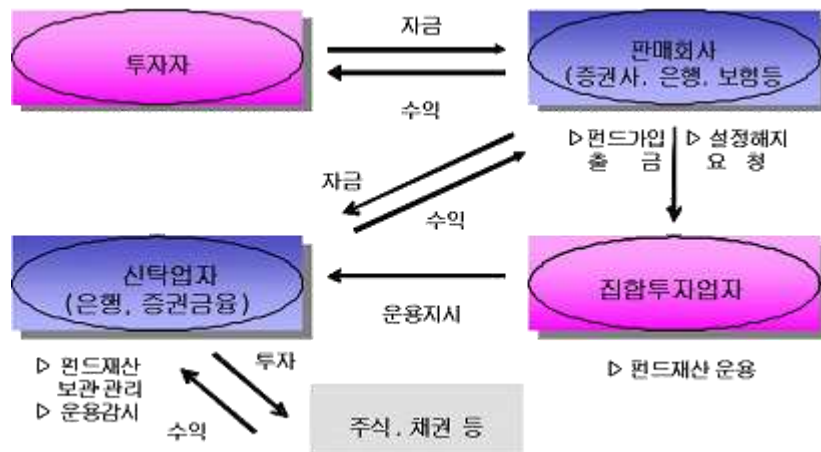 자금
투자자
판매회사
(증권사, 은행, 보험등
수익
▷펀드가입
출 금
▷ 설정해지
요 청
자금
수익
신탁업자
(은행, 증권금융)
집합투자업자
운용지시
▷ 펀드재산
보관·관리
▷ 운용감시
투자
▷ 펀드재산 운용
수익
주식, 채권 등